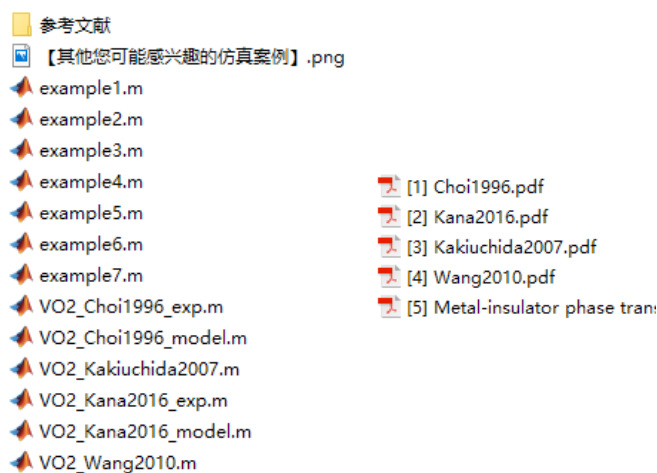 参考文献
【其他您可能感兴趣的仿真案例】.png
example1.m
example2.m
example3.m
example4.m
example5.m
example6.m
example7.m
VO2_Choi1996_exp.m
VO2_Choi1996_model.m
VO2_Kakiuchida2007.m
VO2_Kana2016_exp.m
VO2_Kana2016_model.m
VO2_Wang2010.m
[1] Choi1996.pdf
[2] Kana2016.pdf
[3] Kakiuchida2007.pdf
[4] Wang2010.pdf
[5] Metal-insulator phase trans